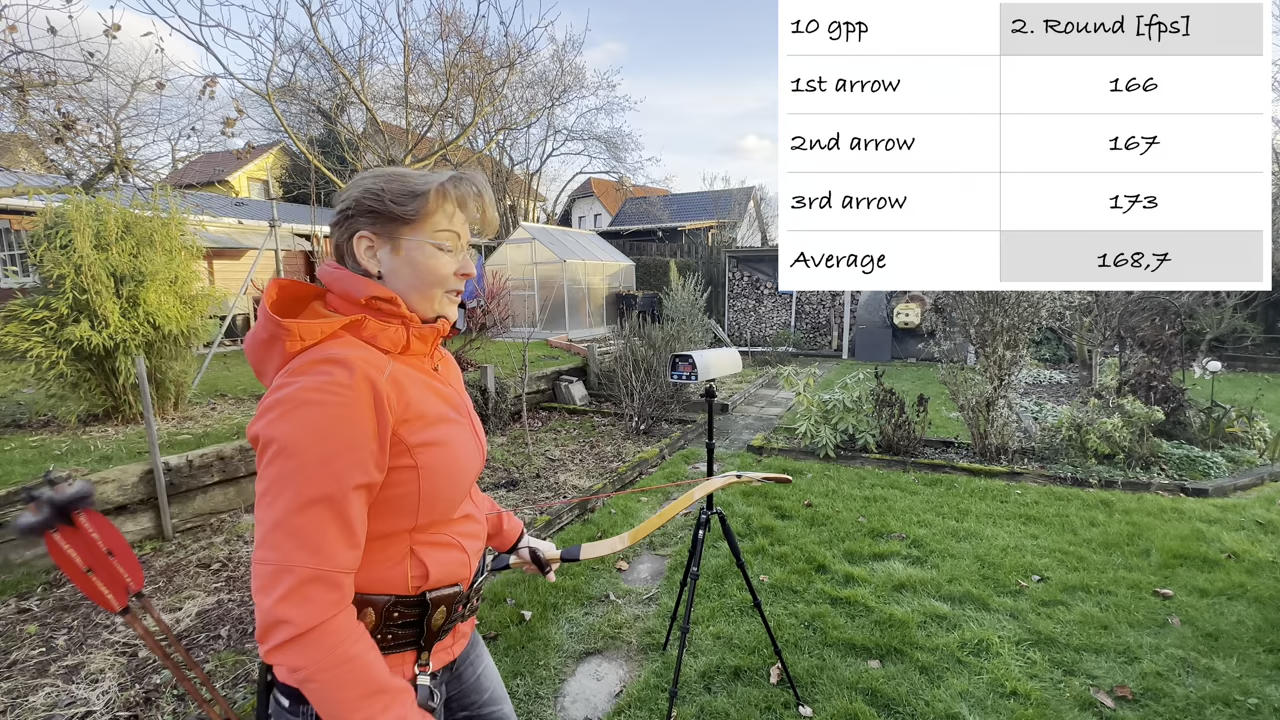 10 gpp 2. Round [fps]
1st arrow 166
2nd arrow 167
3rd arrow 173
Average 168,7